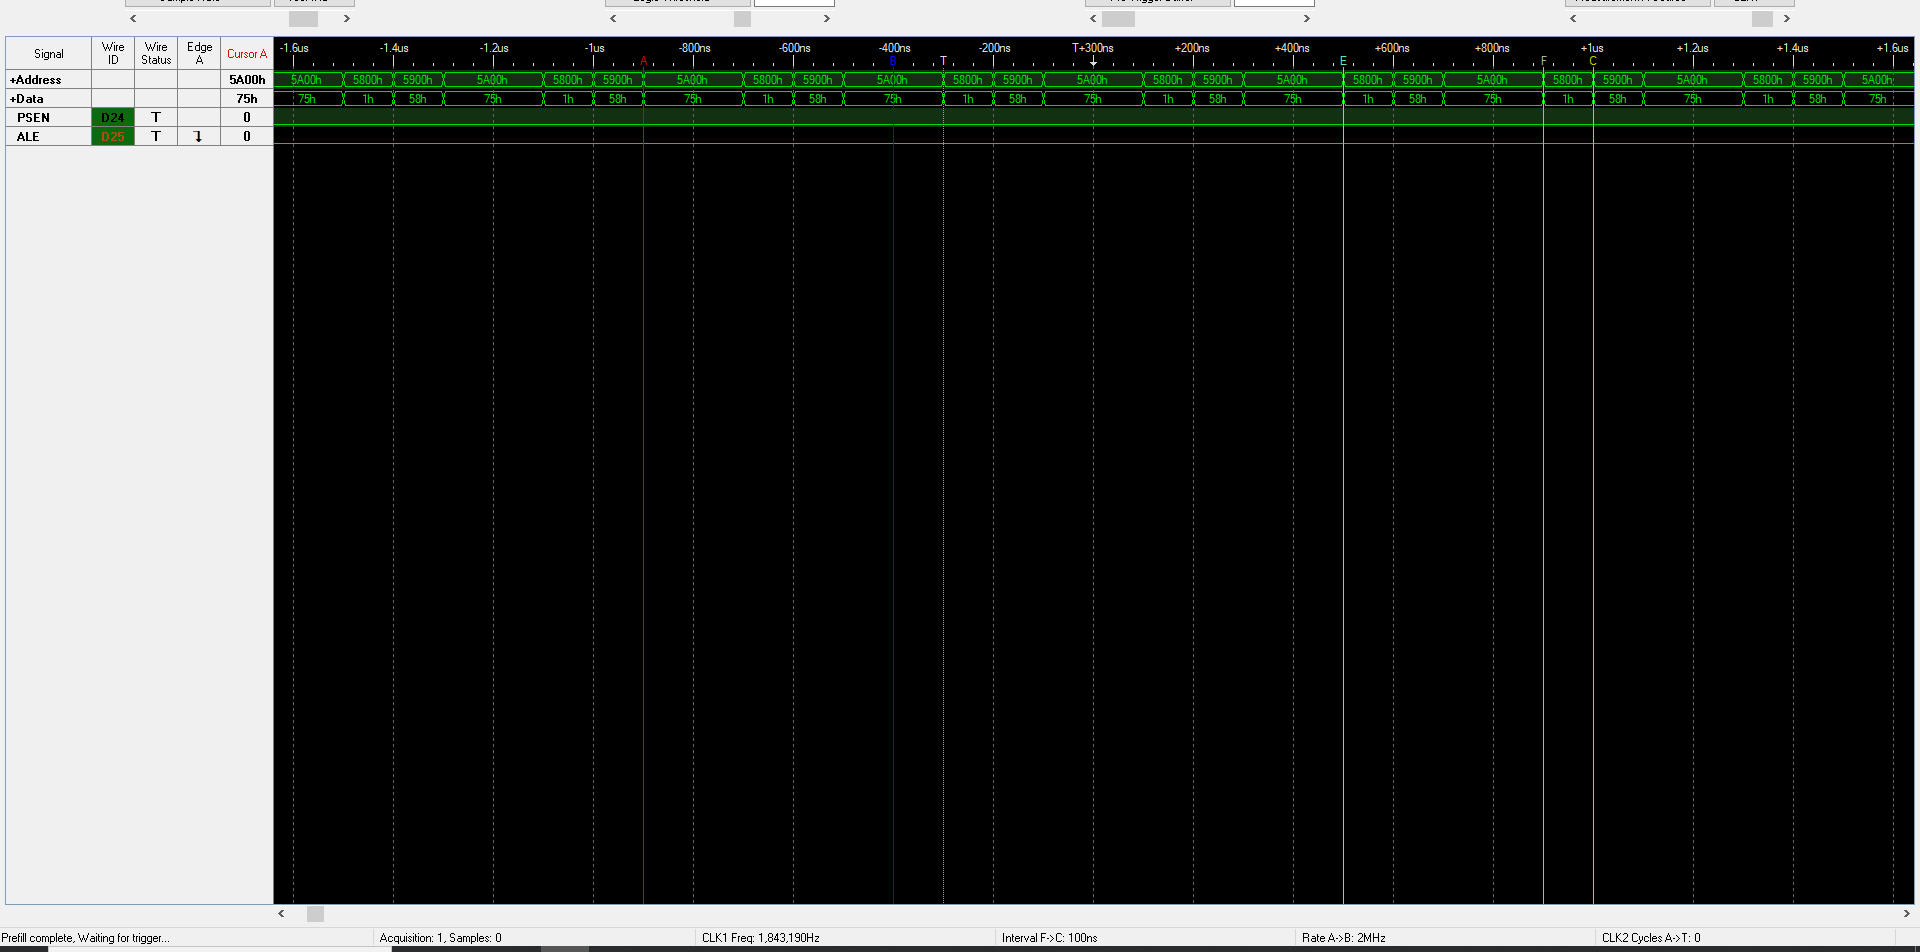 < > < > < > < >
Signal Wire ID Wire Status Edge A Cursor A
-1.6us -1.4us -1.2us -1us -800ns -600ns -400ns -200ns T+300ns +200ns +400ns +600ns +800ns +1us +1.2us +1.4us +1.6us
A B T E F C
+Address 5A00h 5A00h 5800h 5900h 5A00h 5800h 5900h 5A00h 5800h 5900h 5A00h 5800h 5900h 5A00h 5800h 5900h 5A00h 5800h 5900h 5A00h 5800h 5900h 5A00h 5800h 5900h 5A00h
+Data 75h 75h 1h 58h 75h 1h 58h 75h 1h 58h 75h 1h 58h 75h 1h 58h 75h 1h 58h 75h 1h 58h 75h 1h 58h 75h
PSEN D24 T 0
ALE D25 T 0
< >
Prefill complete, Waiting for trigger... Acquisition: 1, Samples: 0 CLK1 Freq: 1,843,190Hz Interval F->C: 100ns Rate A->B: 2MHz CLK2 Cycles A->T: 0